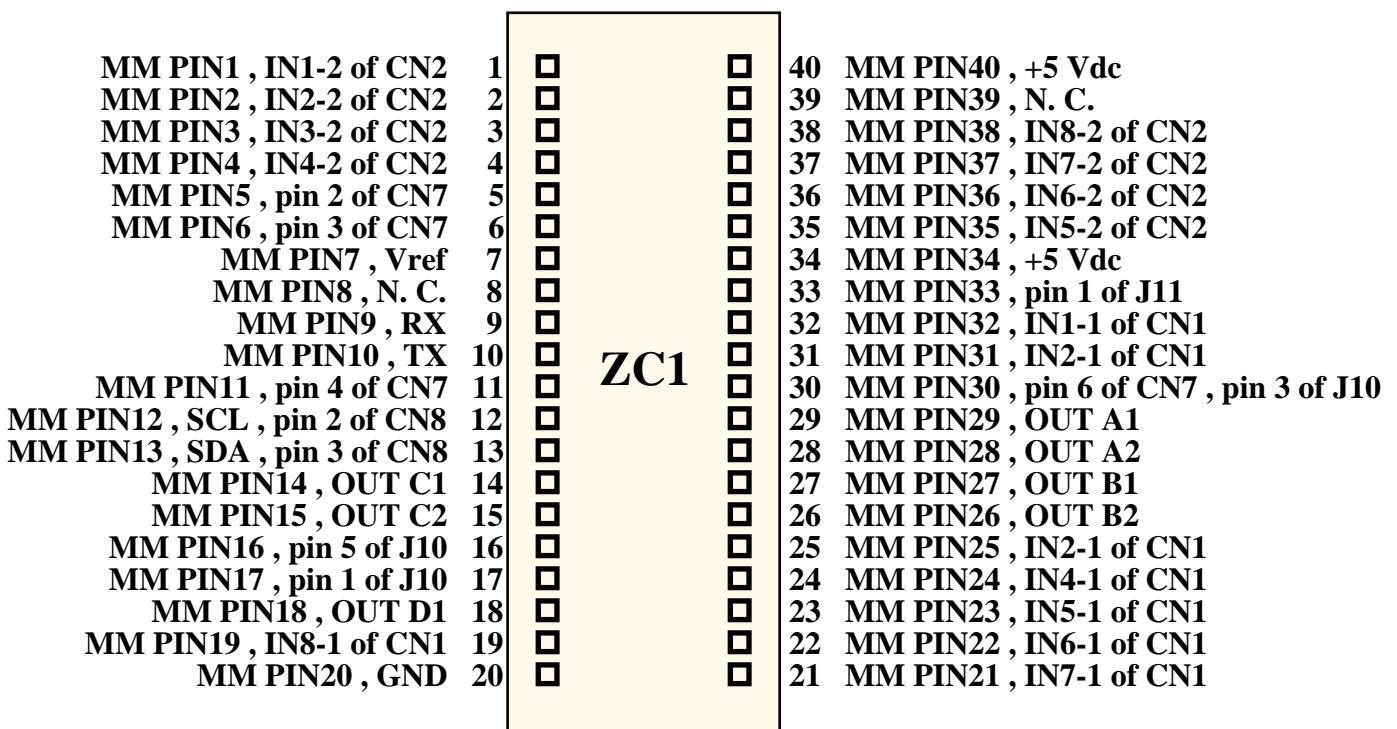 MM PIN1 , IN1-2 of CN2 1
MM PIN2 , IN2-2 of CN2 2
MM PIN3 , IN3-2 of CN2 3
MM PIN4 , IN4-2 of CN2 4
MM PIN5 , pin 2 of CN7 5
MM PIN6 , pin 3 of CN7 6
MM PIN7 , Vref 7
MM PIN8 , N. C. 8
MM PIN9 , RX 9
MM PIN10 , TX 10
MM PIN11 , pin 4 of CN7 11
MM PIN12 , SCL , pin 2 of CN8 12
MM PIN13 , SDA , pin 3 of CN8 13
MM PIN14 , OUT C1 14
MM PIN15 , OUT C2 15
MM PIN16 , pin 5 of J10 16
MM PIN17 , pin 1 of J10 17
MM PIN18 , OUT D1 18
MM PIN19 , IN8-1 of CN1 19
MM PIN20 , GND 20
ZC1
40 MM PIN40 , +5 Vdc
39 MM PIN39 , N. C.
38 MM PIN38 , IN8-2 of CN2
37 MM PIN37 , IN7-2 of CN2
36 MM PIN36 , IN6-2 of CN2
35 MM PIN35 , IN5-2 of CN2
34 MM PIN34 , +5 Vdc
33 MM PIN33 , pin 1 of J11
32 MM PIN32 , IN1-1 of CN1
31 MM PIN31 , IN2-1 of CN1
30 MM PIN30 , pin 6 of CN7 , pin 3 of J10
29 MM PIN29 , OUT A1
28 MM PIN28 , OUT A2
27 MM PIN27 , OUT B1
26 MM PIN26 , OUT B2
25 MM PIN25 , IN2-1 of CN1
24 MM PIN24 , IN4-1 of CN1
23 MM PIN23 , IN5-1 of CN1
22 MM PIN22 , IN6-1 of CN1
21 MM PIN21 , IN7-1 of CN1